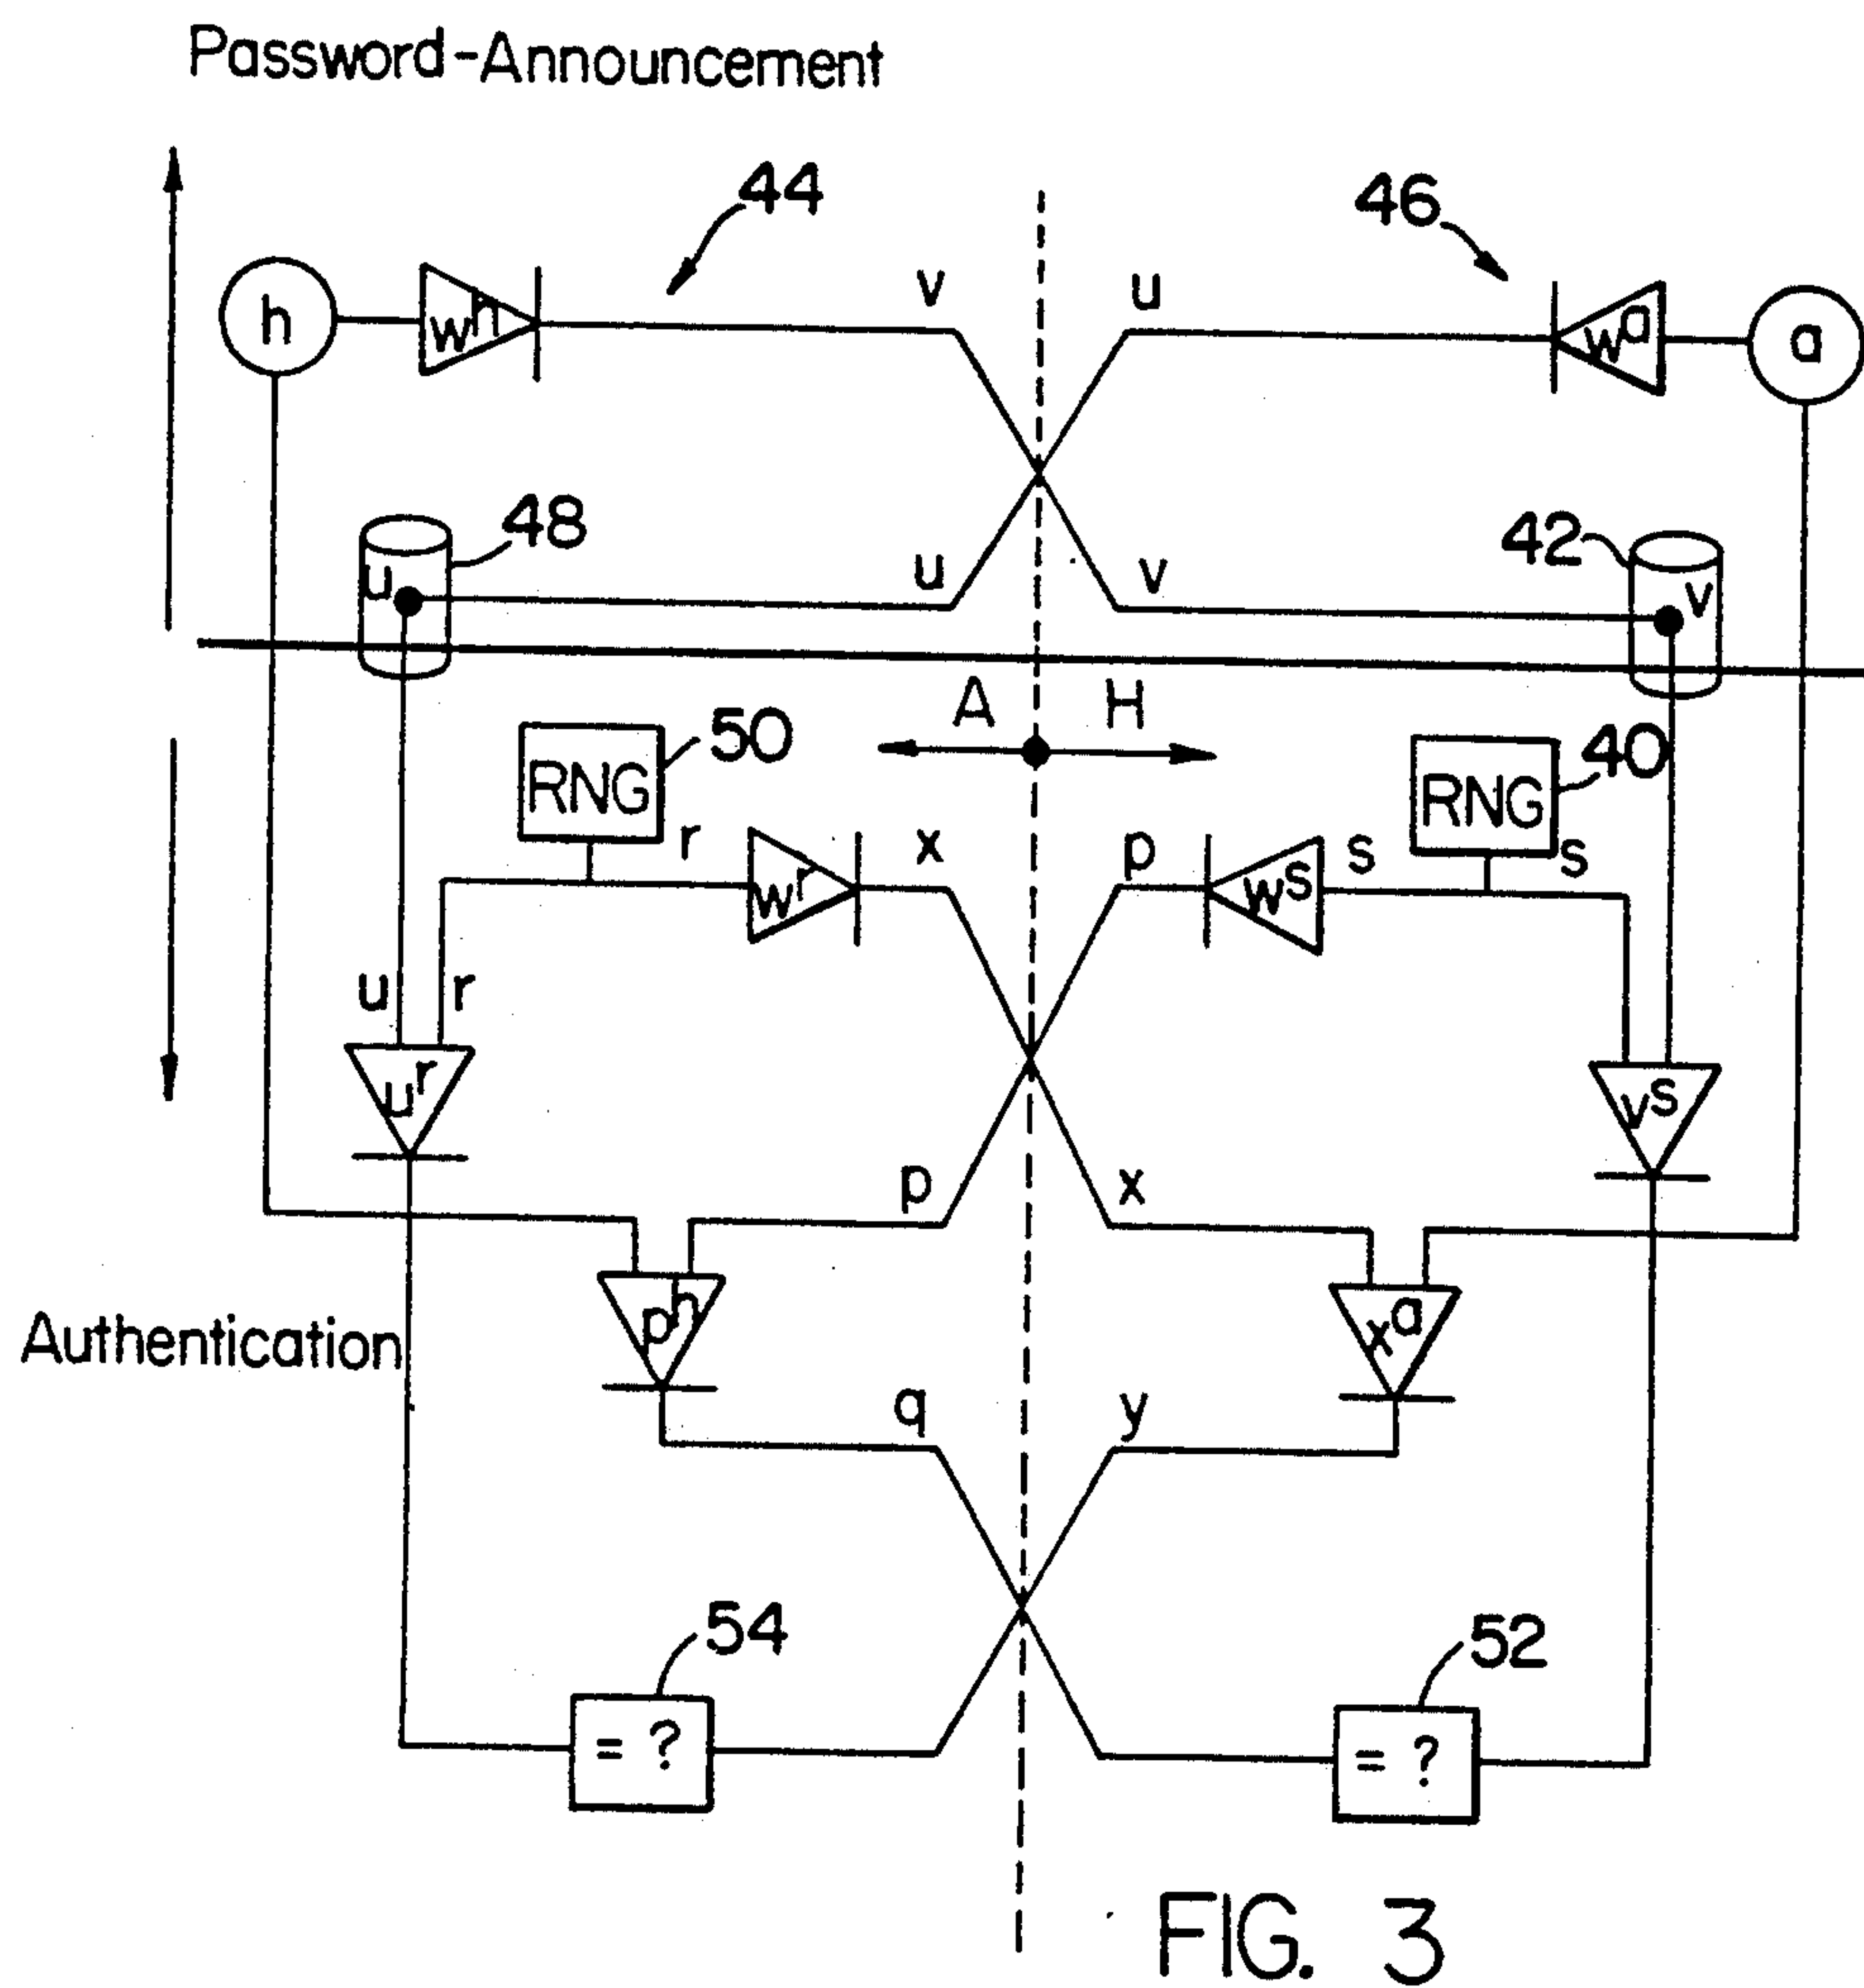 Password-Announcement
44
46
h
w^h
v
u
w^a
a
48
42
u
u
v
v
A
H
RNG
50
RNG
40
r
x
p
s
s
w^r
w^s
u
r
u^r
v^s
p
x
p^h
x^a
Authentication
q
y
54
52
= ?
= ?
FIG. 3